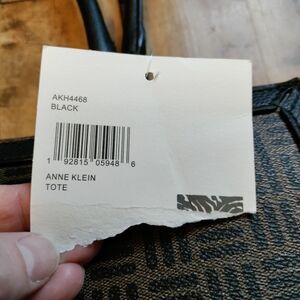 AKH4468
BLACK
1 92815 05948 6
ANNE KLEIN
TOTE